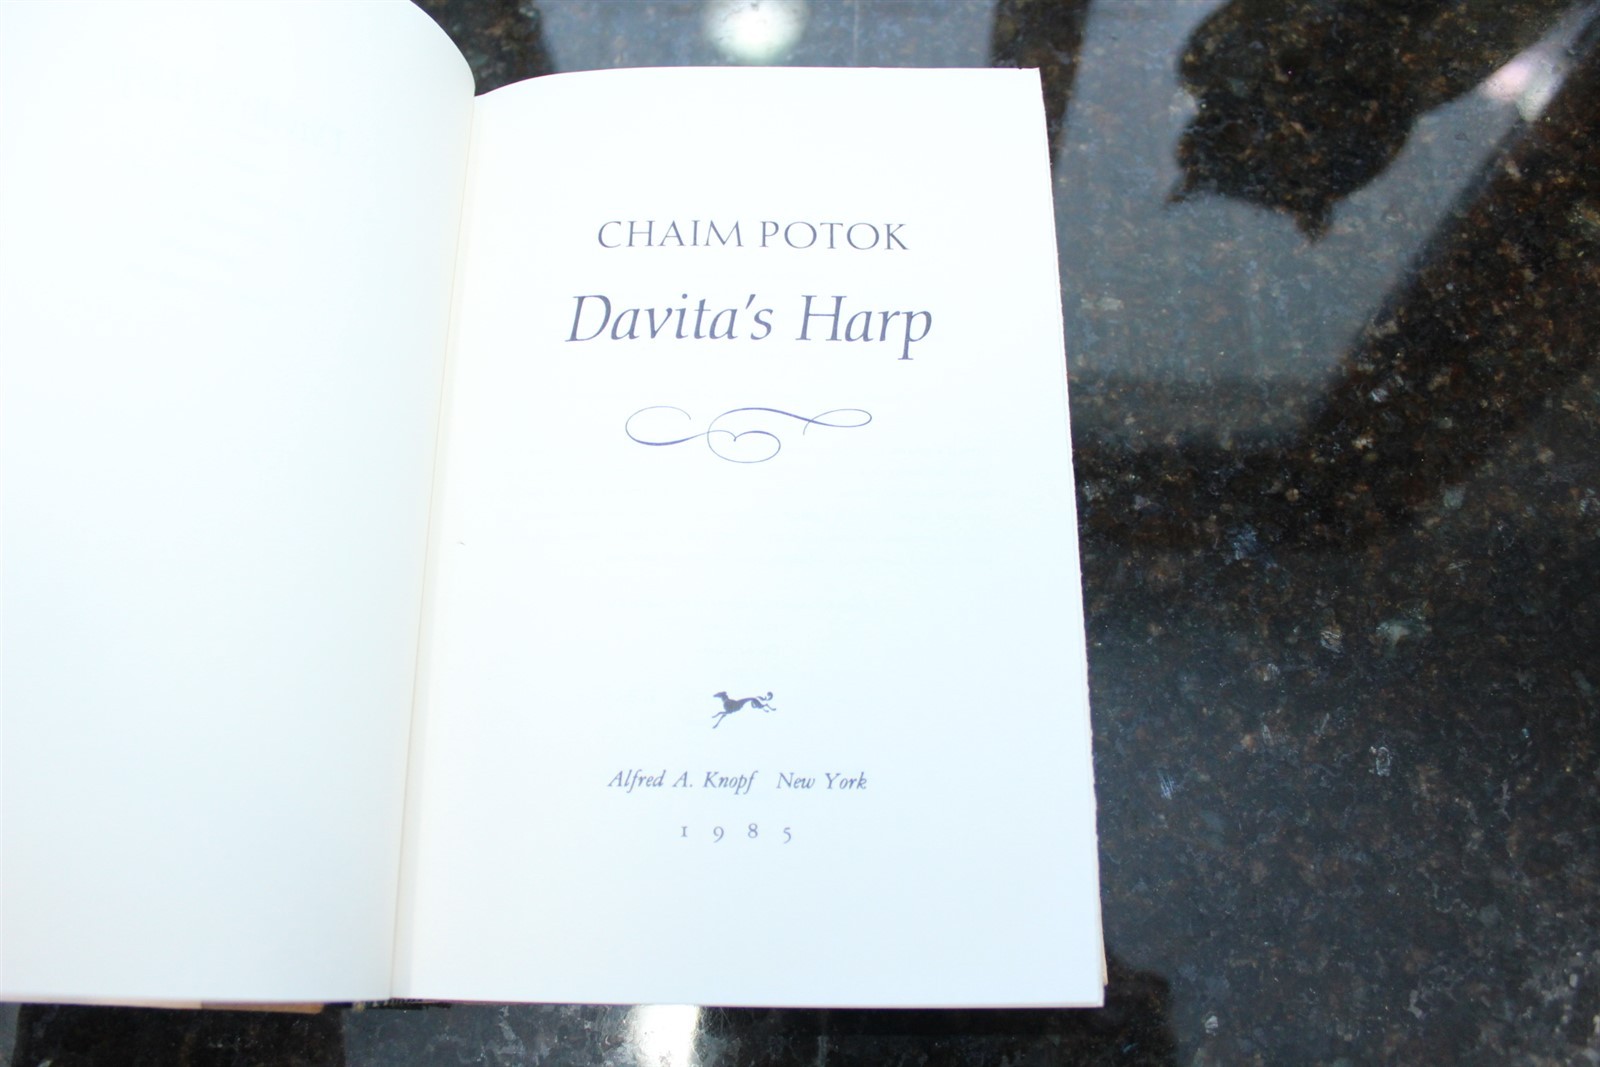 CHAIM POTOK
Davita's Harp
Alfred A. Knopf New York
1985